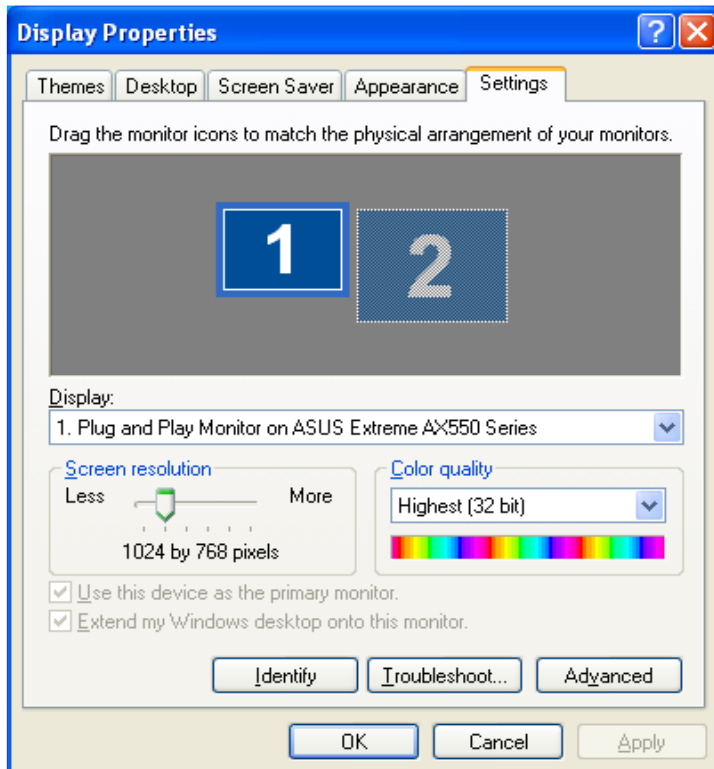 Display Properties
Themes Desktop Screen Saver Appearance Settings
Drag the monitor icons to match the physical arrangement of your monitors.
1 2
Display:
1. Plug and Play Monitor on ASUS Extreme AX550 Series
Screen resolution
Less More
1024 by 768 pixels
Color quality
Highest (32 bit)
Use this device as the primary monitor.
Extend my Windows desktop onto this monitor.
Identify Troubleshoot... Advanced
OK Cancel Apply